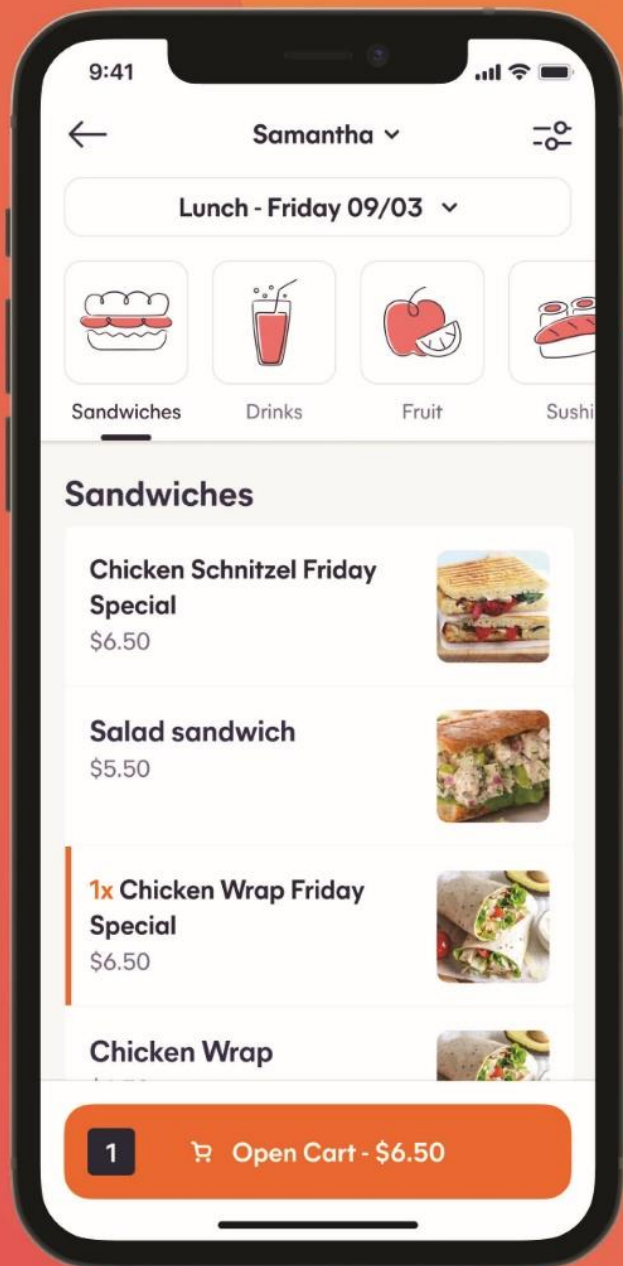 9:41
Samantha
Lunch - Friday 09/03
Sandwiches
Drinks
Fruit
Sushi
Sandwiches
Chicken Schnitzel Friday
Special
$6.50
Salad sandwich
$5.50
1x Chicken Wrap Friday
Special
$6.50
Chicken Wrap
1
Open Cart - $6.50